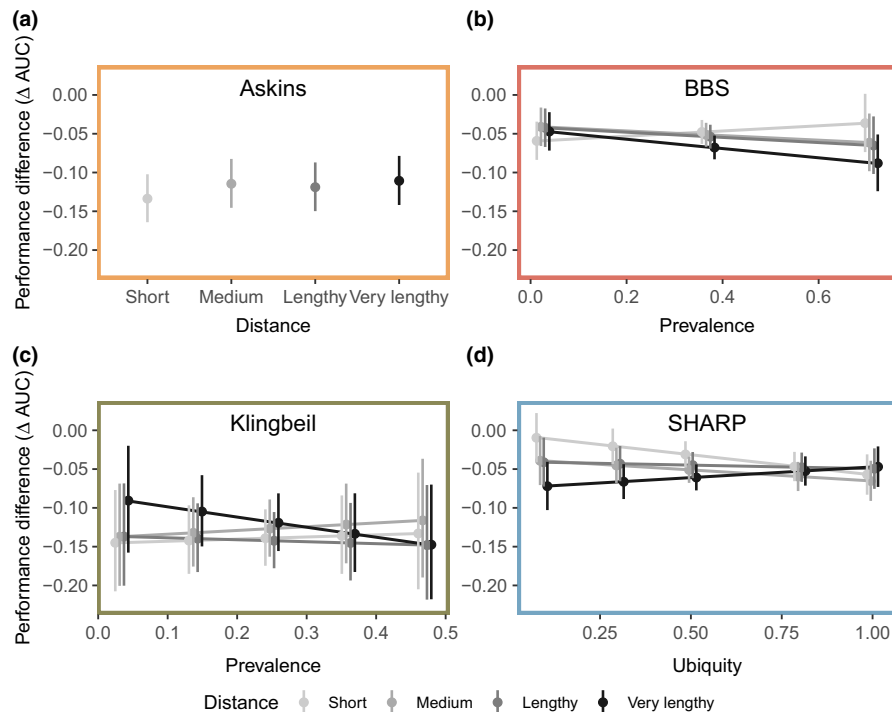 (a)
(b)
Askins
BBS
Performance difference (Δ AUC)
0.00
−0.05
−0.10
−0.15
−0.20
Short Medium Lengthy Very lengthy
Distance
0.00
−0.05
−0.10
−0.15
−0.20
0.0 0.2 0.4 0.6
Prevalence
(c)
(d)
Klingbeil
SHARP
Performance difference (Δ AUC)
0.00
−0.05
−0.10
−0.15
−0.20
0.0 0.1 0.2 0.3 0.4 0.5
Prevalence
0.00
−0.05
−0.10
−0.15
−0.20
0.25 0.50 0.75 1.00
Ubiquity
Distance Short Medium Lengthy Very lengthy